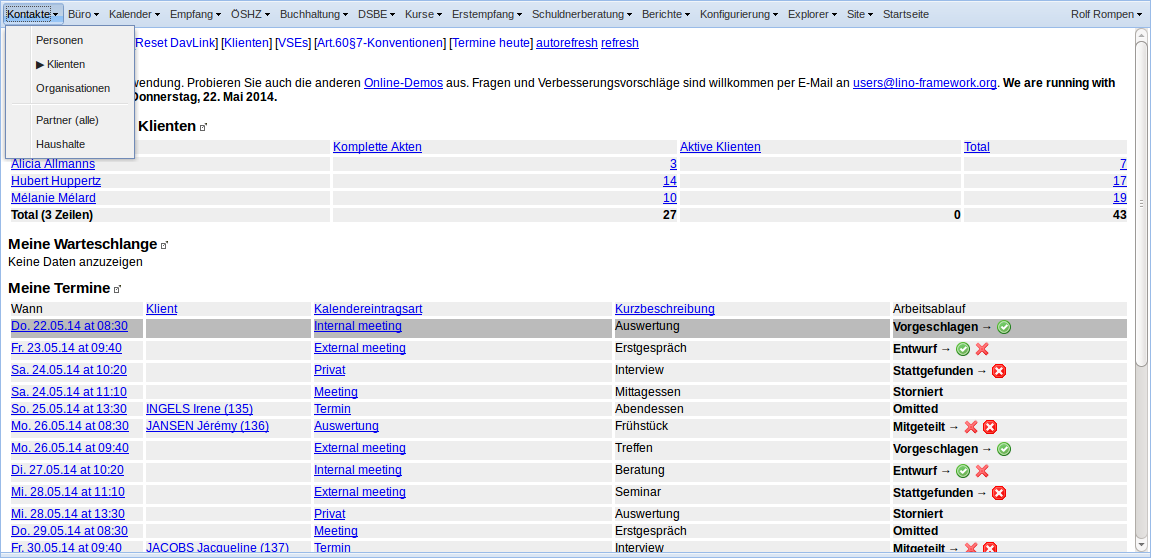 Kontakte Büro Kalender Empfang ÖSHZ Buchhaltung DSBE Kurse Erstempfang Schuldnerberatung Berichte Konfigurierung Explorer Site Startseite Rolf Rompen
Personen
▶ Klienten
Organisationen
Partner (alle)
Haushalte
Reset DavLink] [Klienten] [VSEs] [Art.60§7-Konventionen] [Termine heute] autorefresh refresh
wendung. Probieren Sie auch die anderen Online-Demos aus. Fragen und Verbesserungsvorschläge sind willkommen per E-Mail an users@lino-framework.org. We are running with
Donnerstag, 22. Mai 2014.
Klienten
Komplette Akten Aktive Klienten Total
Alicia Allmanns 3 7
Hubert Huppertz 14 17
Mélanie Mélard 10 19
Total (3 Zeilen) 27 0 43
Meine Warteschlange
Keine Daten anzuzeigen
Meine Termine
Wann Klient Kalendereintragsart Kurzbeschreibung Arbeitsablauf
Do. 22.05.14 at 08:30 Internal meeting Auswertung Vorgeschlagen →
Fr. 23.05.14 at 09:40 External meeting Erstgespräch Entwurf →
Sa. 24.05.14 at 10:20 Privat Interview Stattgefunden →
Sa. 24.05.14 at 11:10 Meeting Mittagessen Storniert
So. 25.05.14 at 13:30 INGELS Irene (135) Termin Abendessen Omitted
Mo. 26.05.14 at 08:30 JANSEN Jérémy (136) Auswertung Frühstück Mitgeteilt →
Mo. 26.05.14 at 09:40 External meeting Treffen Vorgeschlagen →
Di. 27.05.14 at 10:20 Internal meeting Beratung Entwurf →
Mi. 28.05.14 at 11:10 External meeting Seminar Stattgefunden →
Mi. 28.05.14 at 13:30 Privat Auswertung Storniert
Do. 29.05.14 at 08:30 Meeting Erstgespräch Omitted
Fr. 30.05.14 at 09:40 JACOBS Jacqueline (137) Termin Interview Mitgeteilt →